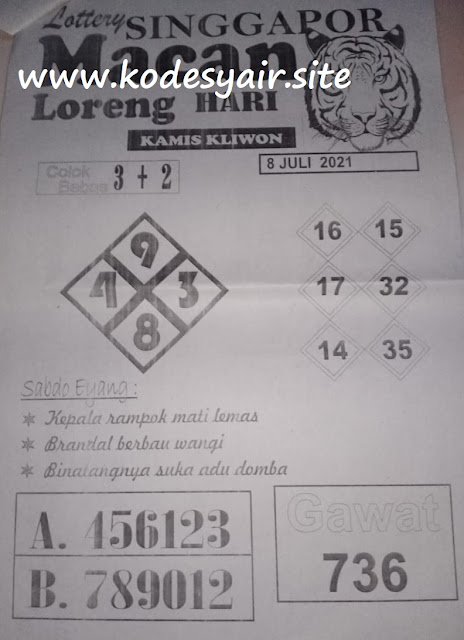 Lottery SINGGAPOR
Macan
www.kodesyair.site
Loreng HARI
KAMIS KLIWON
8 JULI 2021
Colok
Bebas
3 + 2
9
4 3
8
16 15
17 32
14 35
Sabdo Eyang :
Kepala rampok mati lemas
Brandal berbau wangi
Binatangnya suka adu domba
A. 456123
B. 789012
Gawat
736